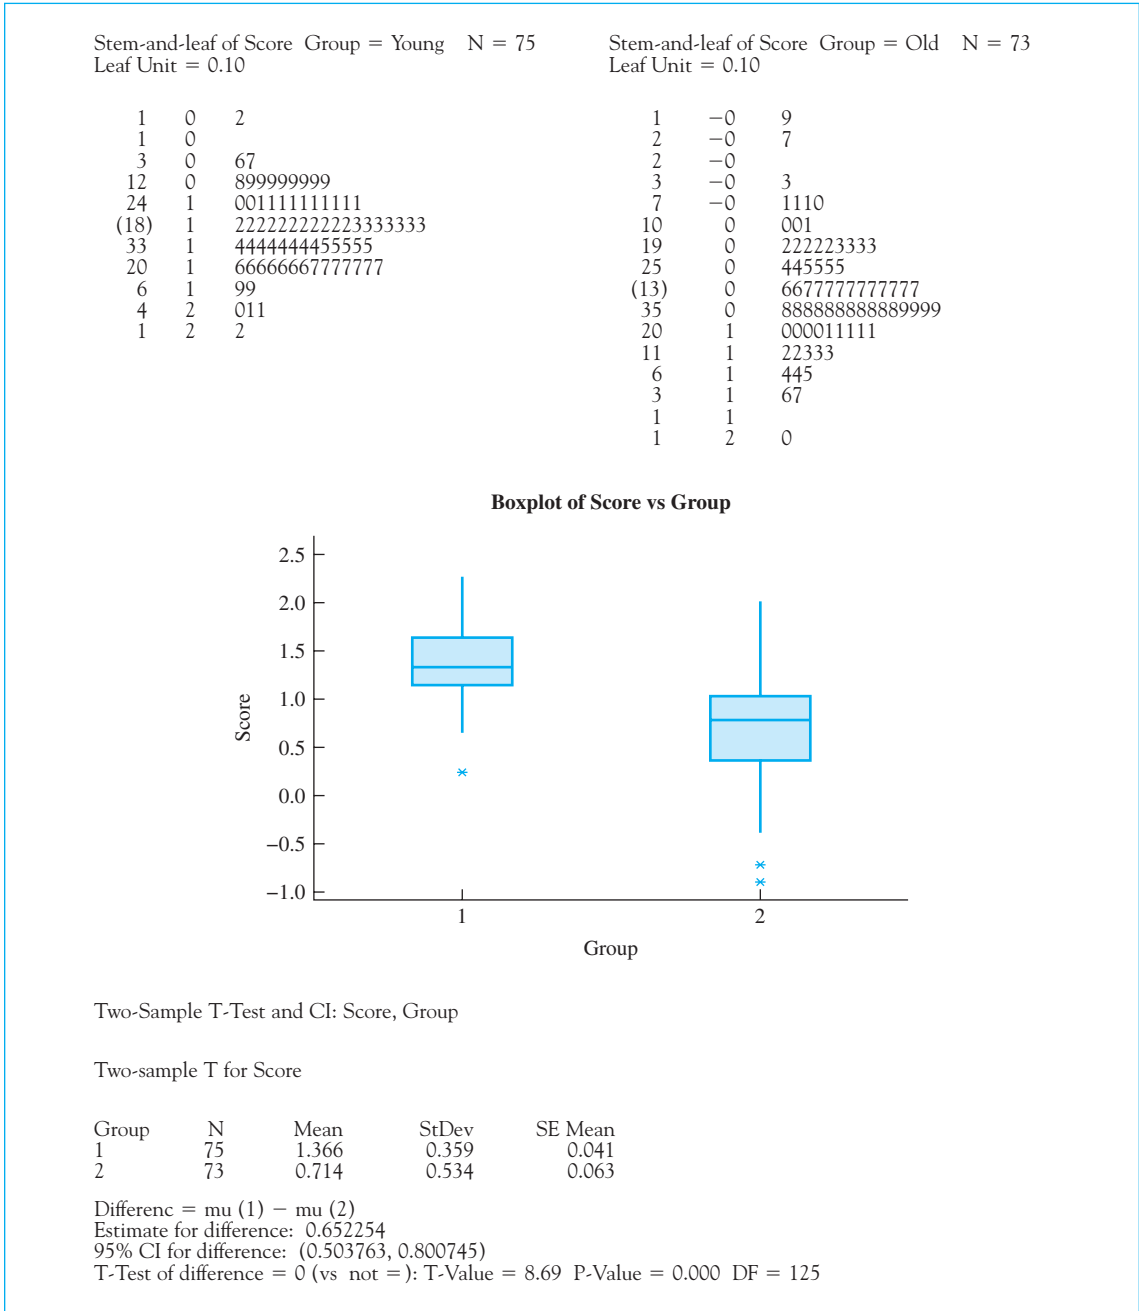 Stem-and-leaf of Score Group = Young N = 75
Leaf Unit = 0.10
1 0 2
1 0
3 0 67
12 0 899999999
24 1 001111111111
(18) 1 222222222223333333
33 1 4444444455555
20 1 66666667777777
6 1 99
4 2 011
1 2 2
Stem-and-leaf of Score Group = Old N = 73
Leaf Unit = 0.10
1 −0 9
2 −0 7
2 −0
3 −0 3
7 −0 1110
10 0 001
19 0 222223333
25 0 445555
(13) 0 6677777777777
35 0 888888888889999
20 1 000011111
11 1 22333
6 1 445
3 1 67
1 1
1 2 0
Boxplot of Score vs Group
2.5
2.0
1.5
1.0
0.5
0.0
−0.5
−1.0
Score
1 2
Group
Two-Sample T-Test and CI: Score, Group
Two-sample T for Score
Group N Mean StDev SE Mean
1 75 1.366 0.359 0.041
2 73 0.714 0.534 0.063
Differenc = mu (1) − mu (2)
Estimate for difference: 0.652254
95% CI for difference: (0.503763, 0.800745)
T-Test of difference = 0 (vs not =): T-Value = 8.69 P-Value = 0.000 DF = 125